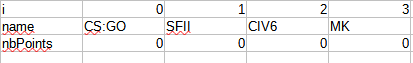 i 0 1 2 3
name CS:GO SFII CIV6 MK
nbPoints 0 0 0 0